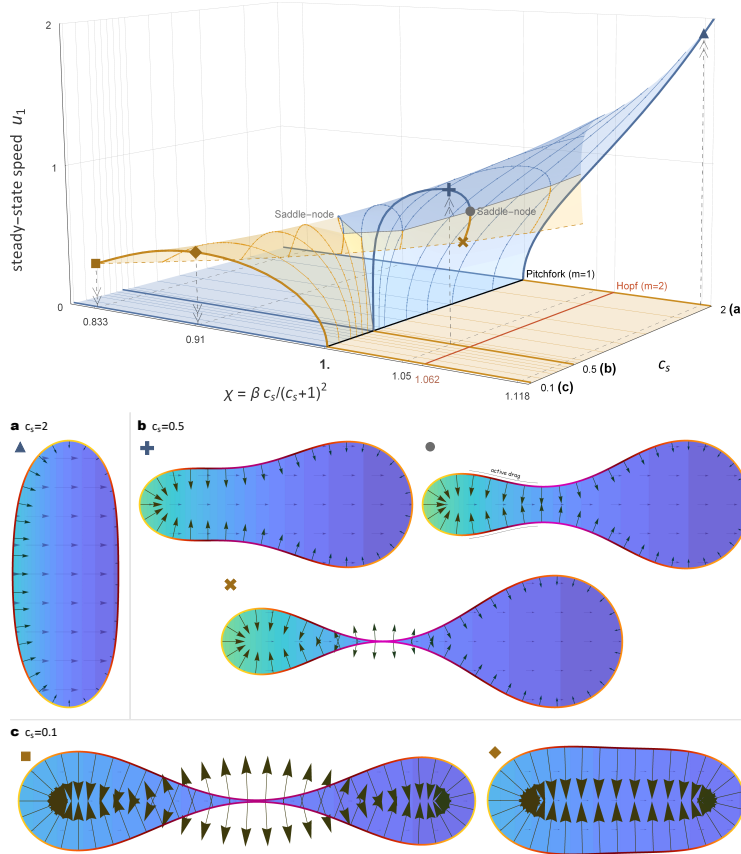 2
steady−state speed u₁
1
Saddle−node
Saddle−node
Pitchfork (m=1)
Hopf (m=2)
0
0.833
0.91
1.
1.05
1.062
1.118
2 (a
0.5 (b)
0.1 (c)
cₛ
χ = β cₛ/(cₛ+1)²
a cₛ=2
b cₛ=0.5
active drag
c cₛ=0.1